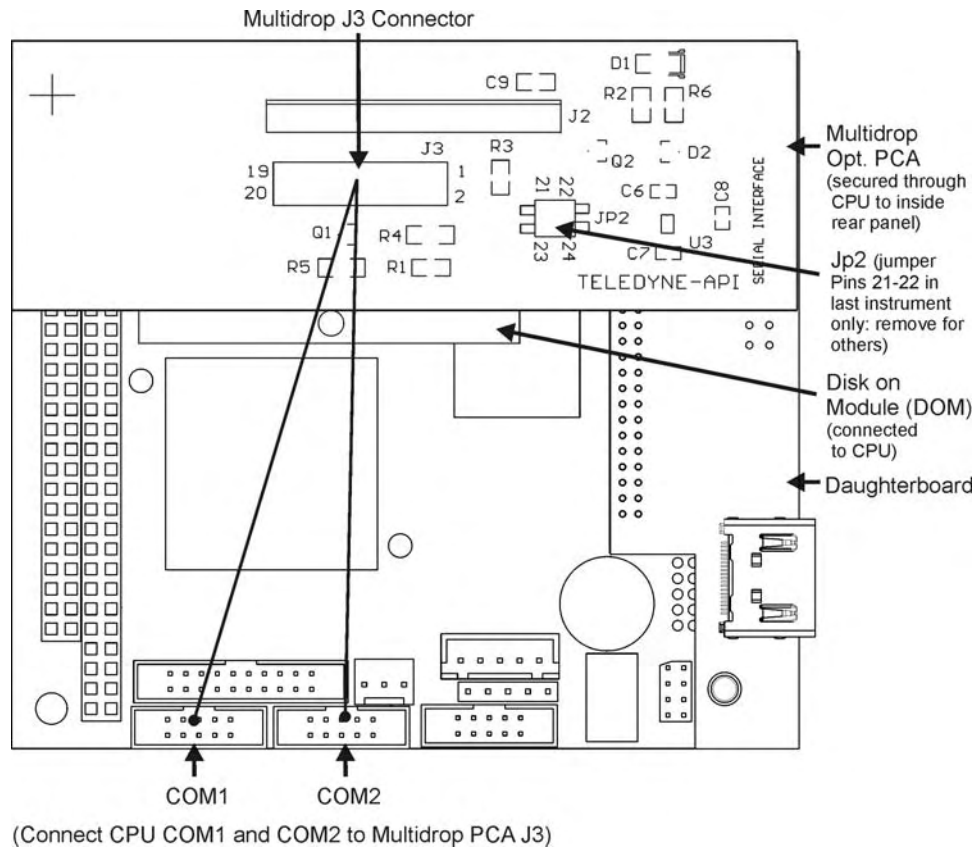 Multidrop J3 Connector
D1
C9
R2
R6
J2
J3
R3
19
1
20
2
Q2
D2
21
22
C6
C8
JP2
Q1
R4
23
24
C7
U3
R5
R1
TELEDYNE-API
SERIAL INTERFACE
Multidrop
Opt. PCA
(secured through
CPU to inside
rear panel)
Jp2 (jumper
Pins 21-22 in
last instrument
only: remove for
others)
Disk on
Module (DOM)
(connected
to CPU)
Daughterboard
COM1
COM2
(Connect CPU COM1 and COM2 to Multidrop PCA J3)